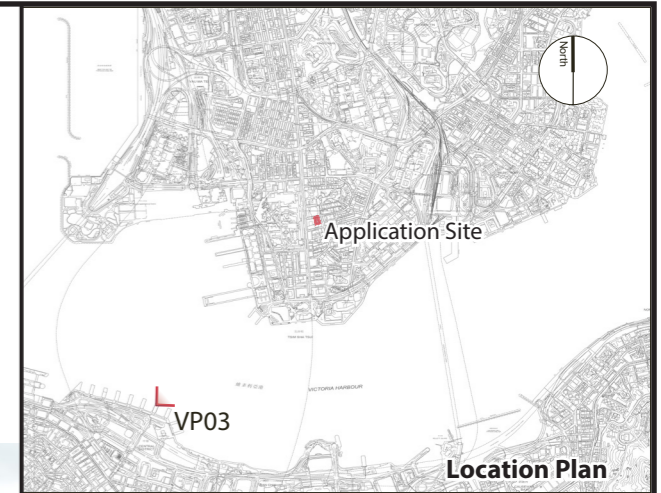 North
Application Site
VICTORIA HARBOUR
VP03
Location Plan